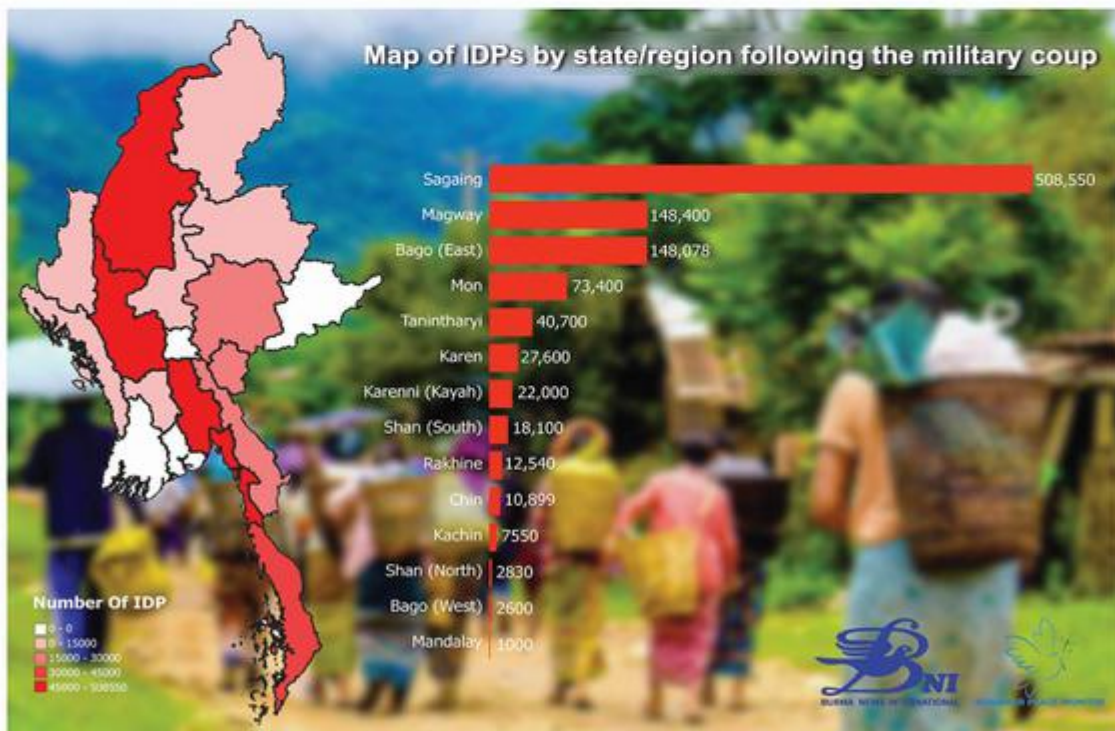 Map of IDPs by state/region following the military coup
Sagaing 508,550
Magway 148,400
Bago (East) 148,078
Mon 73,400
Tanintharyi 40,700
Karen 27,600
Karenni (Kayah) 22,000
Shan (South) 18,100
Rakhine 12,540
Chin 10,899
Kachin 7550
Shan (North) 2830
Bago (West) 2600
Mandalay 1000
Number Of IDP
0 - 0
0 - 15000
15000 - 30000
30000 - 45000
45000 - 508550
BNI
BURMA NEWS INTERNATIONAL